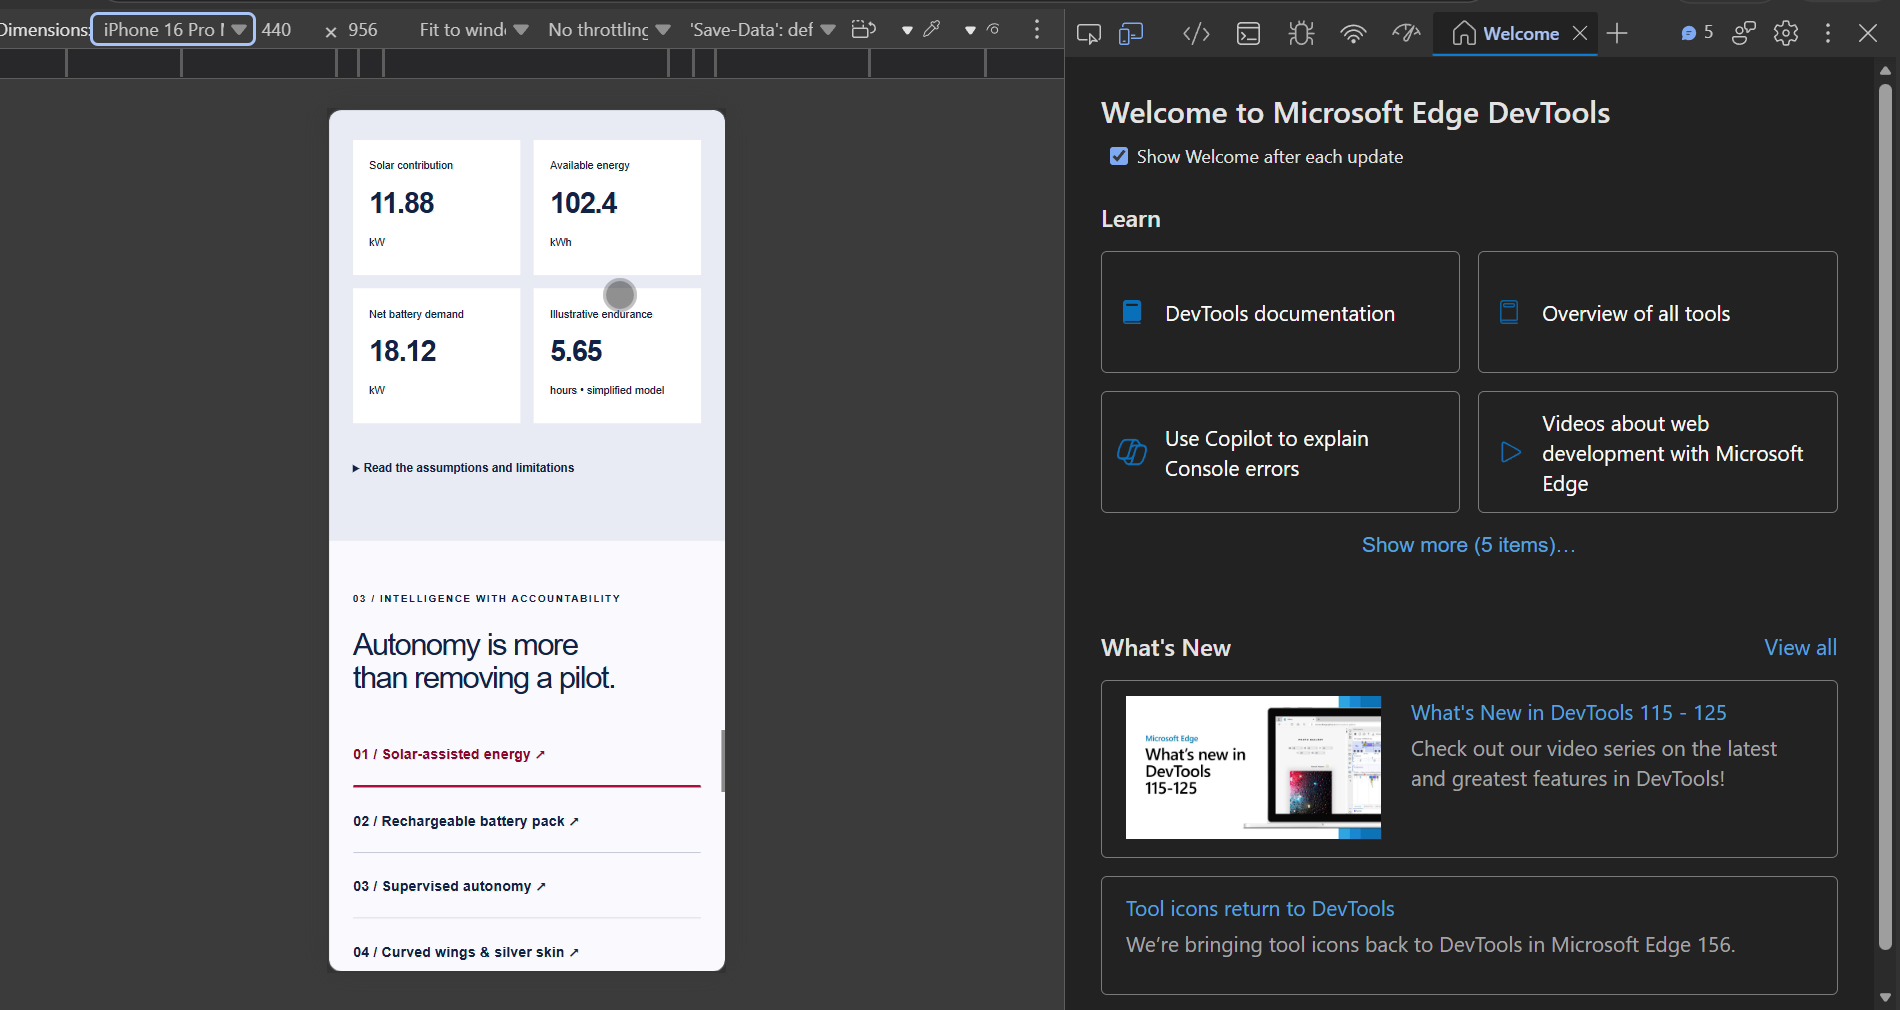 Dimensions:
iPhone 16 Pro
440
×
956
Fit to wind
No throttling
'Save-Data': def
Welcome
5
Solar contribution
11.88
kW
Available energy
102.4
kWh
Net battery demand
18.12
kW
Illustrative endurance
5.65
hours • simplified model
Read the assumptions and limitations
03 / INTELLIGENCE WITH ACCOUNTABILITY
Autonomy is more
than removing a pilot.
01 / Solar-assisted energy ↗
02 / Rechargeable battery pack ↗
03 / Supervised autonomy ↗
04 / Curved wings & silver skin ↗
Welcome to Microsoft Edge DevTools
Show Welcome after each update
Learn
DevTools documentation
Overview of all tools
Use Copilot to explain
Console errors
Videos about web
development with Microsoft
Edge
Show more (5 items)…
What's New
View all
Microsoft Edge
What's new in
DevTools
115-125
What's New in DevTools 115 - 125
Check out our video series on the latest
and greatest features in DevTools!
Tool icons return to DevTools
We're bringing tool icons back to DevTools in Microsoft Edge 156.